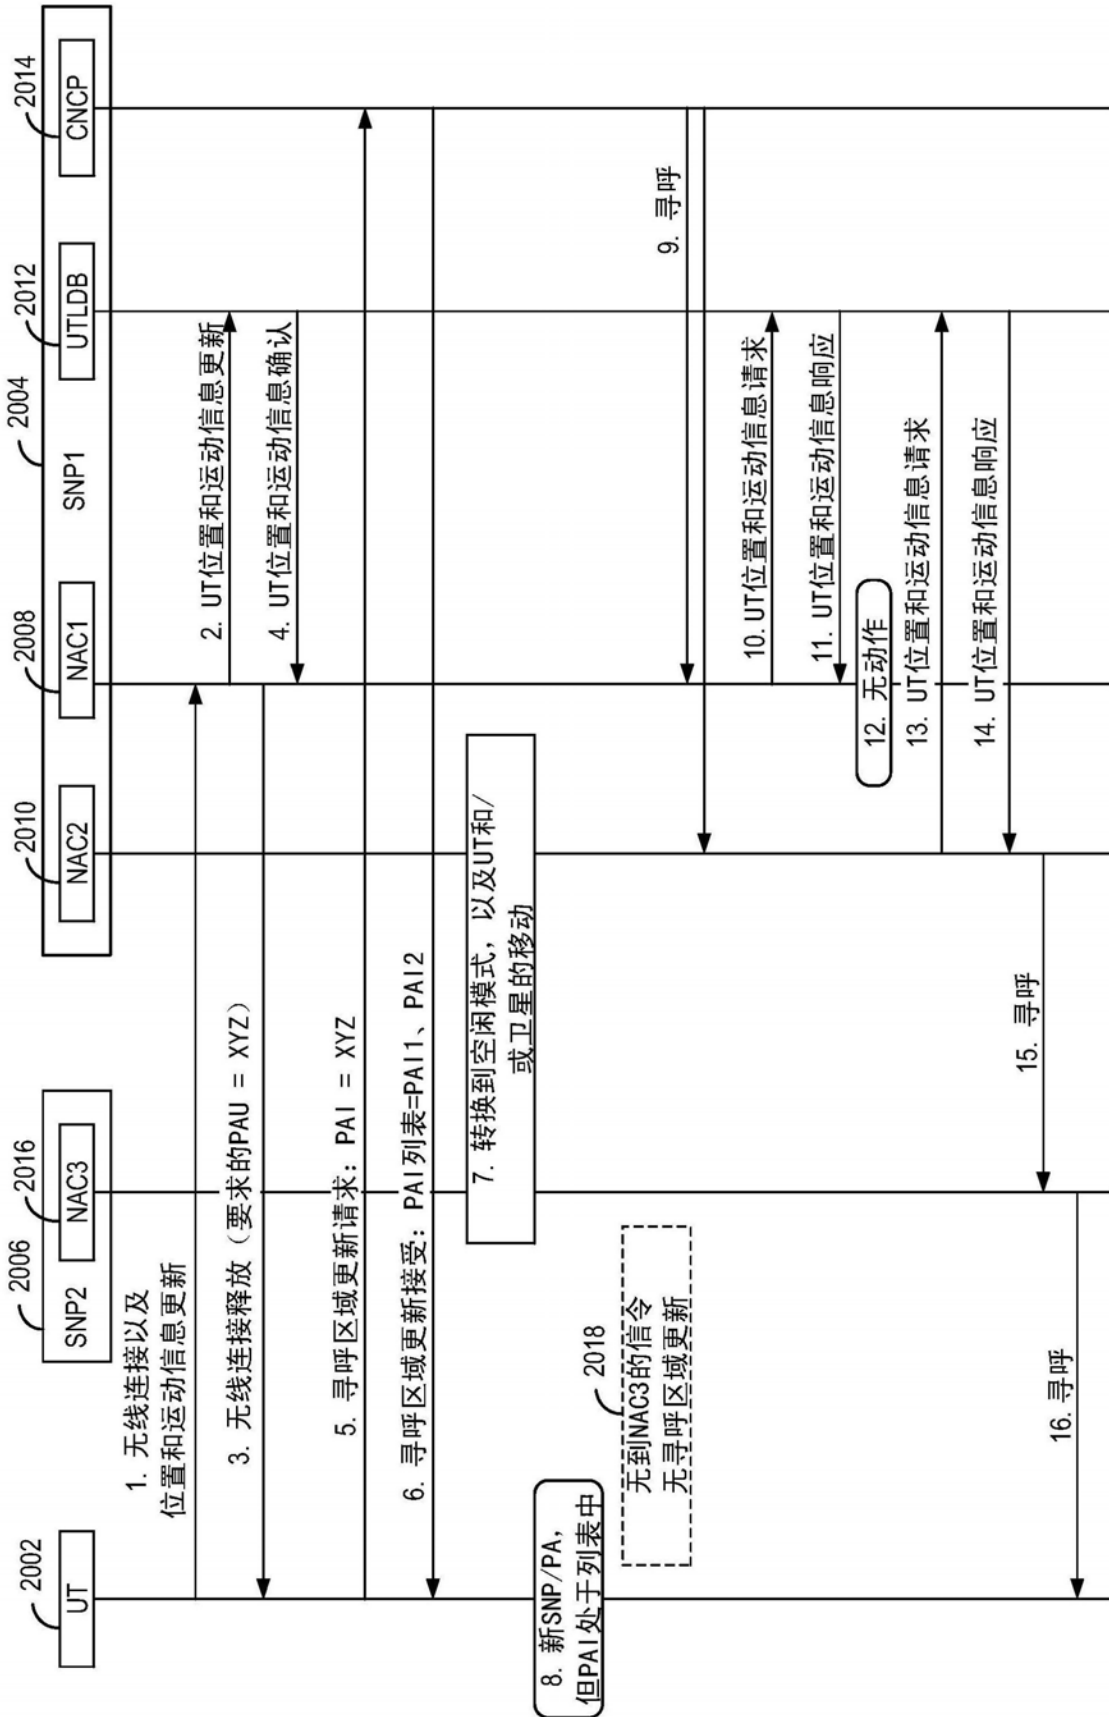 2002
UT
2006
SNP2
2016
NAC3
2010
NAC2
2008
NAC1
2004
SNP1
2012
UTLDB
2014
CNCP
1. 无线连接以及
位置和运动信息更新
2. UT位置和运动信息更新
3. 无线连接释放（要求的PAU = XYZ）
4. UT位置和运动信息确认
5. 寻呼区域更新请求: PAI = XYZ
6. 寻呼区域更新接受: PAI列表=PAI1、PAI2
7. 转换到空闲模式, 以及UT和/
或卫星的移动
8. 新SNP/PA,
但PAI处于列表中
2018
无到NAC3的信令
无寻呼区域更新
9. 寻呼
10. UT位置和运动信息请求
11. UT位置和运动信息响应
12. 无动作
13. UT位置和运动信息请求
14. UT位置和运动信息响应
15. 寻呼
16. 寻呼